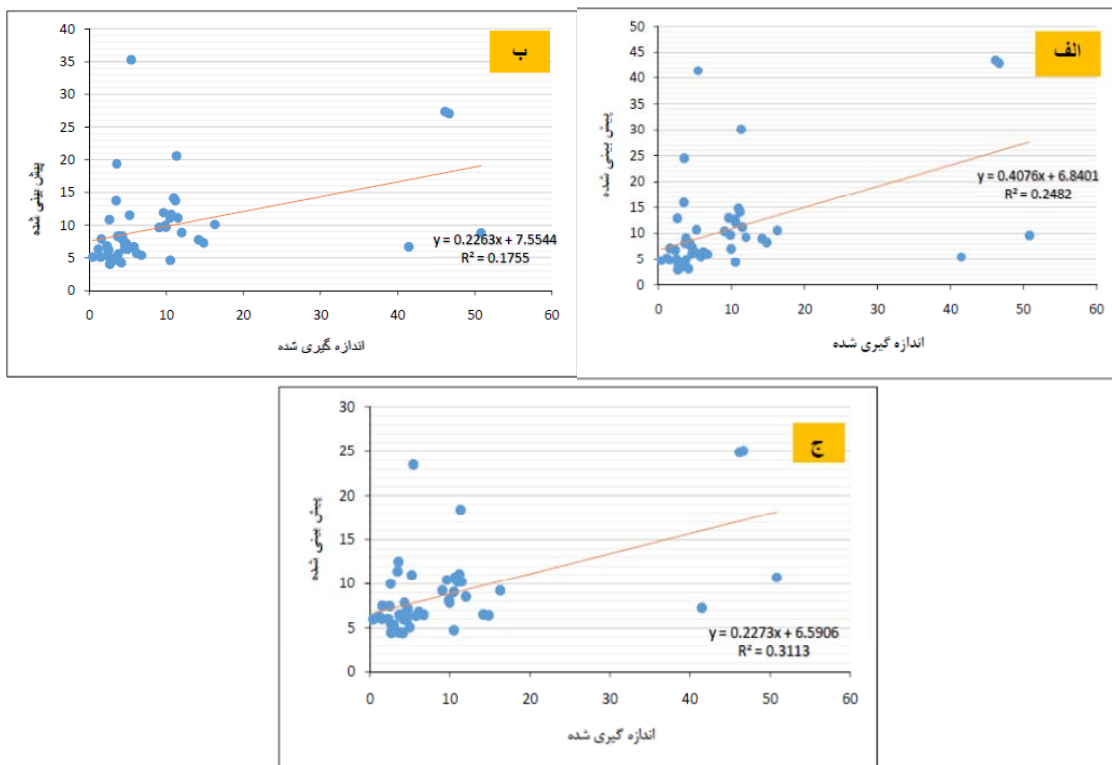 الف
50
45
40
35
30
25
20
15
10
5
0
پیش بینی شده
y = 0.4076x + 6.8401
R² = 0.2482
0 10 20 30 40 50 60
اندازه گیری شده
ب
40
35
30
25
20
15
10
5
0
پیش بینی شده
y = 0.2263x + 7.5544
R² = 0.1755
0 10 20 30 40 50 60
اندازه گیری شده
ج
30
25
20
15
10
5
0
پیش بینی شده
y = 0.2273x + 6.5906
R² = 0.3113
0 10 20 30 40 50 60
اندازه گیری شده